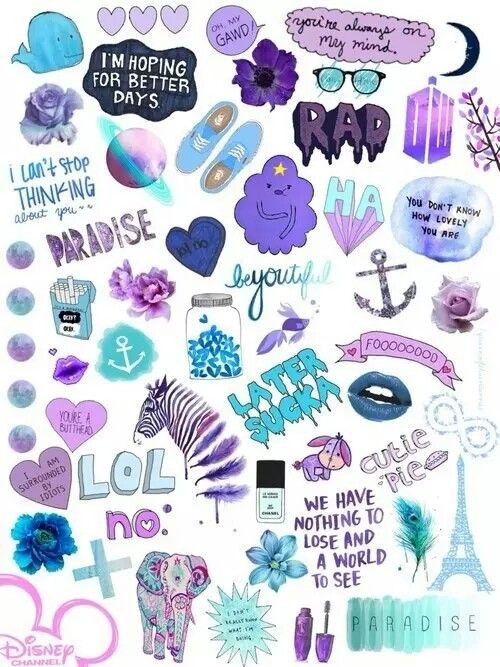 OH, MY
GAWD!
you're always on
my mind.
I'M HOPING
FOR BETTER
DAYS.
RAD
i can't stop
THINKING
about you~~
PARADISE
HA
YOU DON'T KNOW
HOW LOVELY
YOU ARE
beyoutiful
FOOOOOOOD
LATER
SUCKA
YOU'RE A
BUTTHEAD
I AM
SURROUNDED
BY
IDIOTS
LOL
no.
CHANEL
cutie
Pie
WE HAVE
NOTHING TO
LOSE AND
A WORLD
TO SEE
I DON'T
REALLY KNOW
WHAT I'M
DOING
PARADISE
Disney
CHANNEL